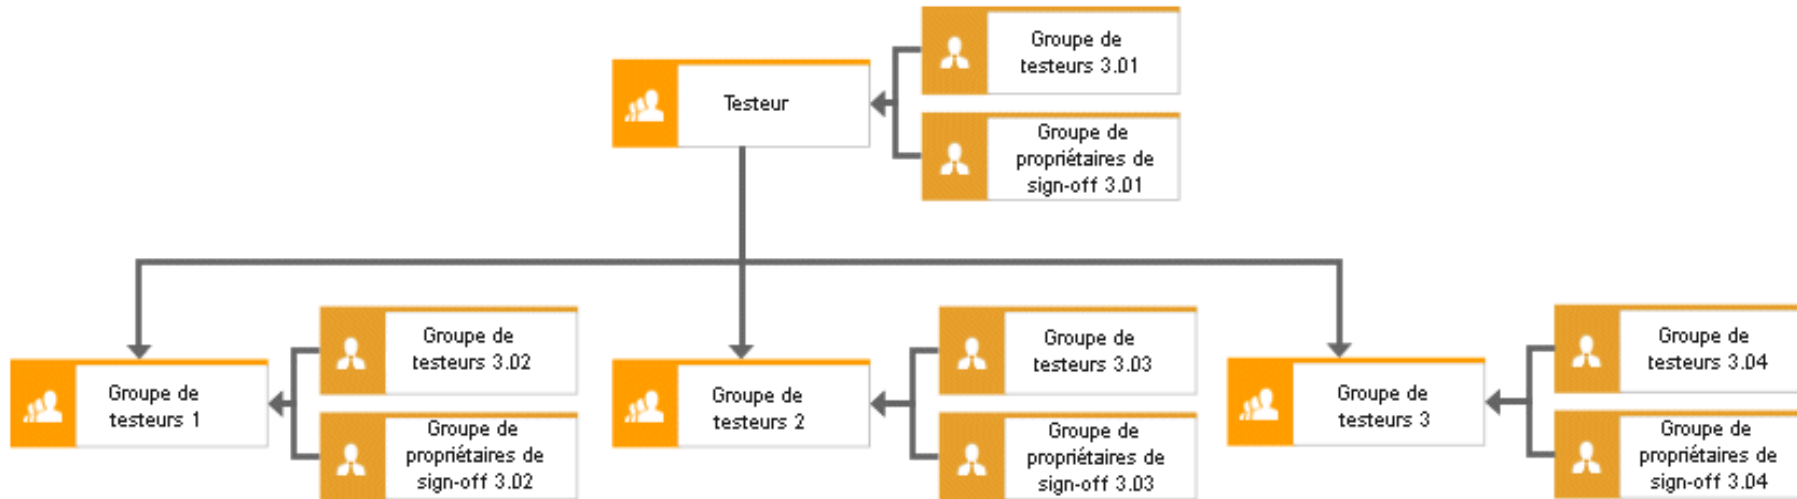 Groupe de
testeurs 3.01
Testeur
Groupe de
propriétaires de
sign-off 3.01
Groupe de
testeurs 3.02
Groupe de
testeurs 1
Groupe de
propriétaires de
sign-off 3.02
Groupe de
testeurs 3.03
Groupe de
testeurs 2
Groupe de
propriétaires de
sign-off 3.03
Groupe de
testeurs 3.04
Groupe de
testeurs 3
Groupe de
propriétaires de
sign-off 3.04